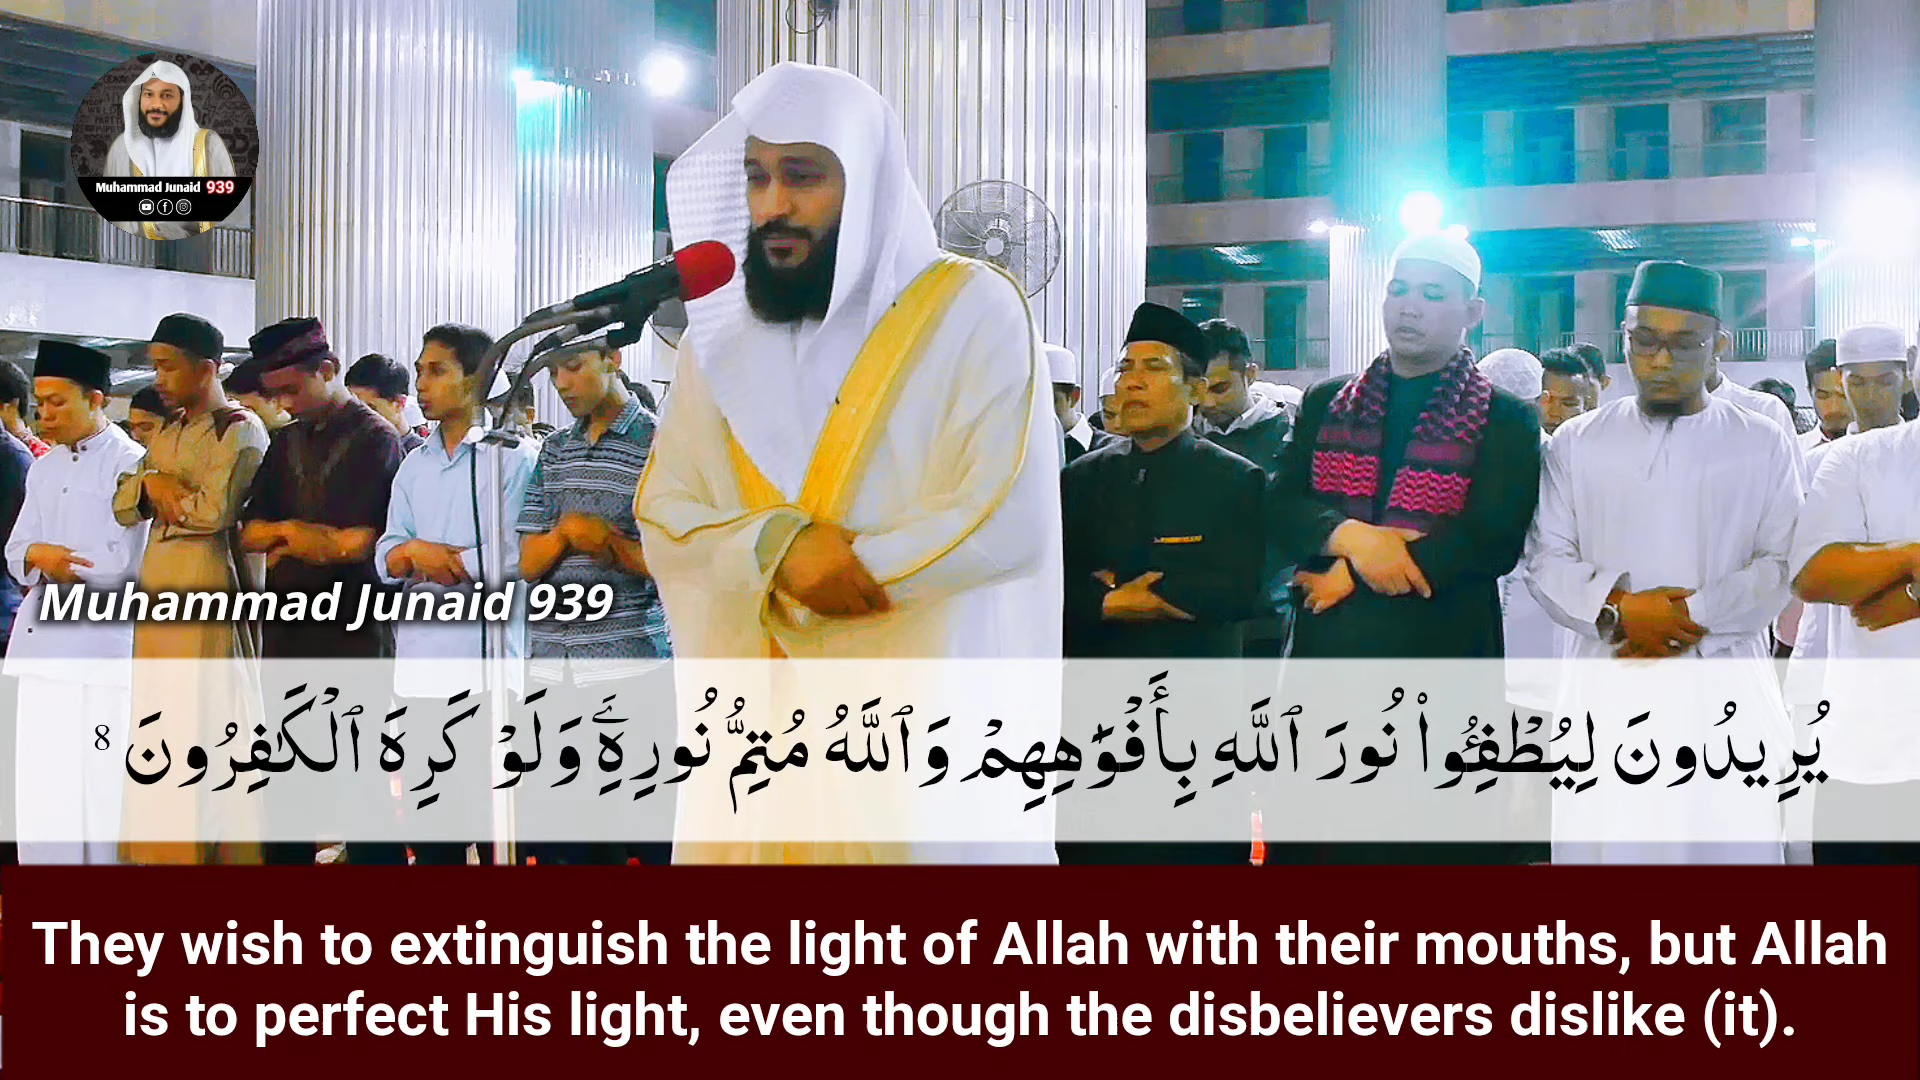 Muhammad Junaid 939
Muhammad Junaid 939
يُرِيدُونَ لِيُطْفِـُٔوا۟ نُورَ ٱللَّهِ بِأَفْوَٰهِهِمْ وَٱللَّهُ مُتِمُّ نُورِهِۦ وَلَوْ كَرِهَ ٱلْكَـٰفِرُونَ 8
They wish to extinguish the light of Allah with their mouths, but Allah
is to perfect His light, even though the disbelievers dislike (it).